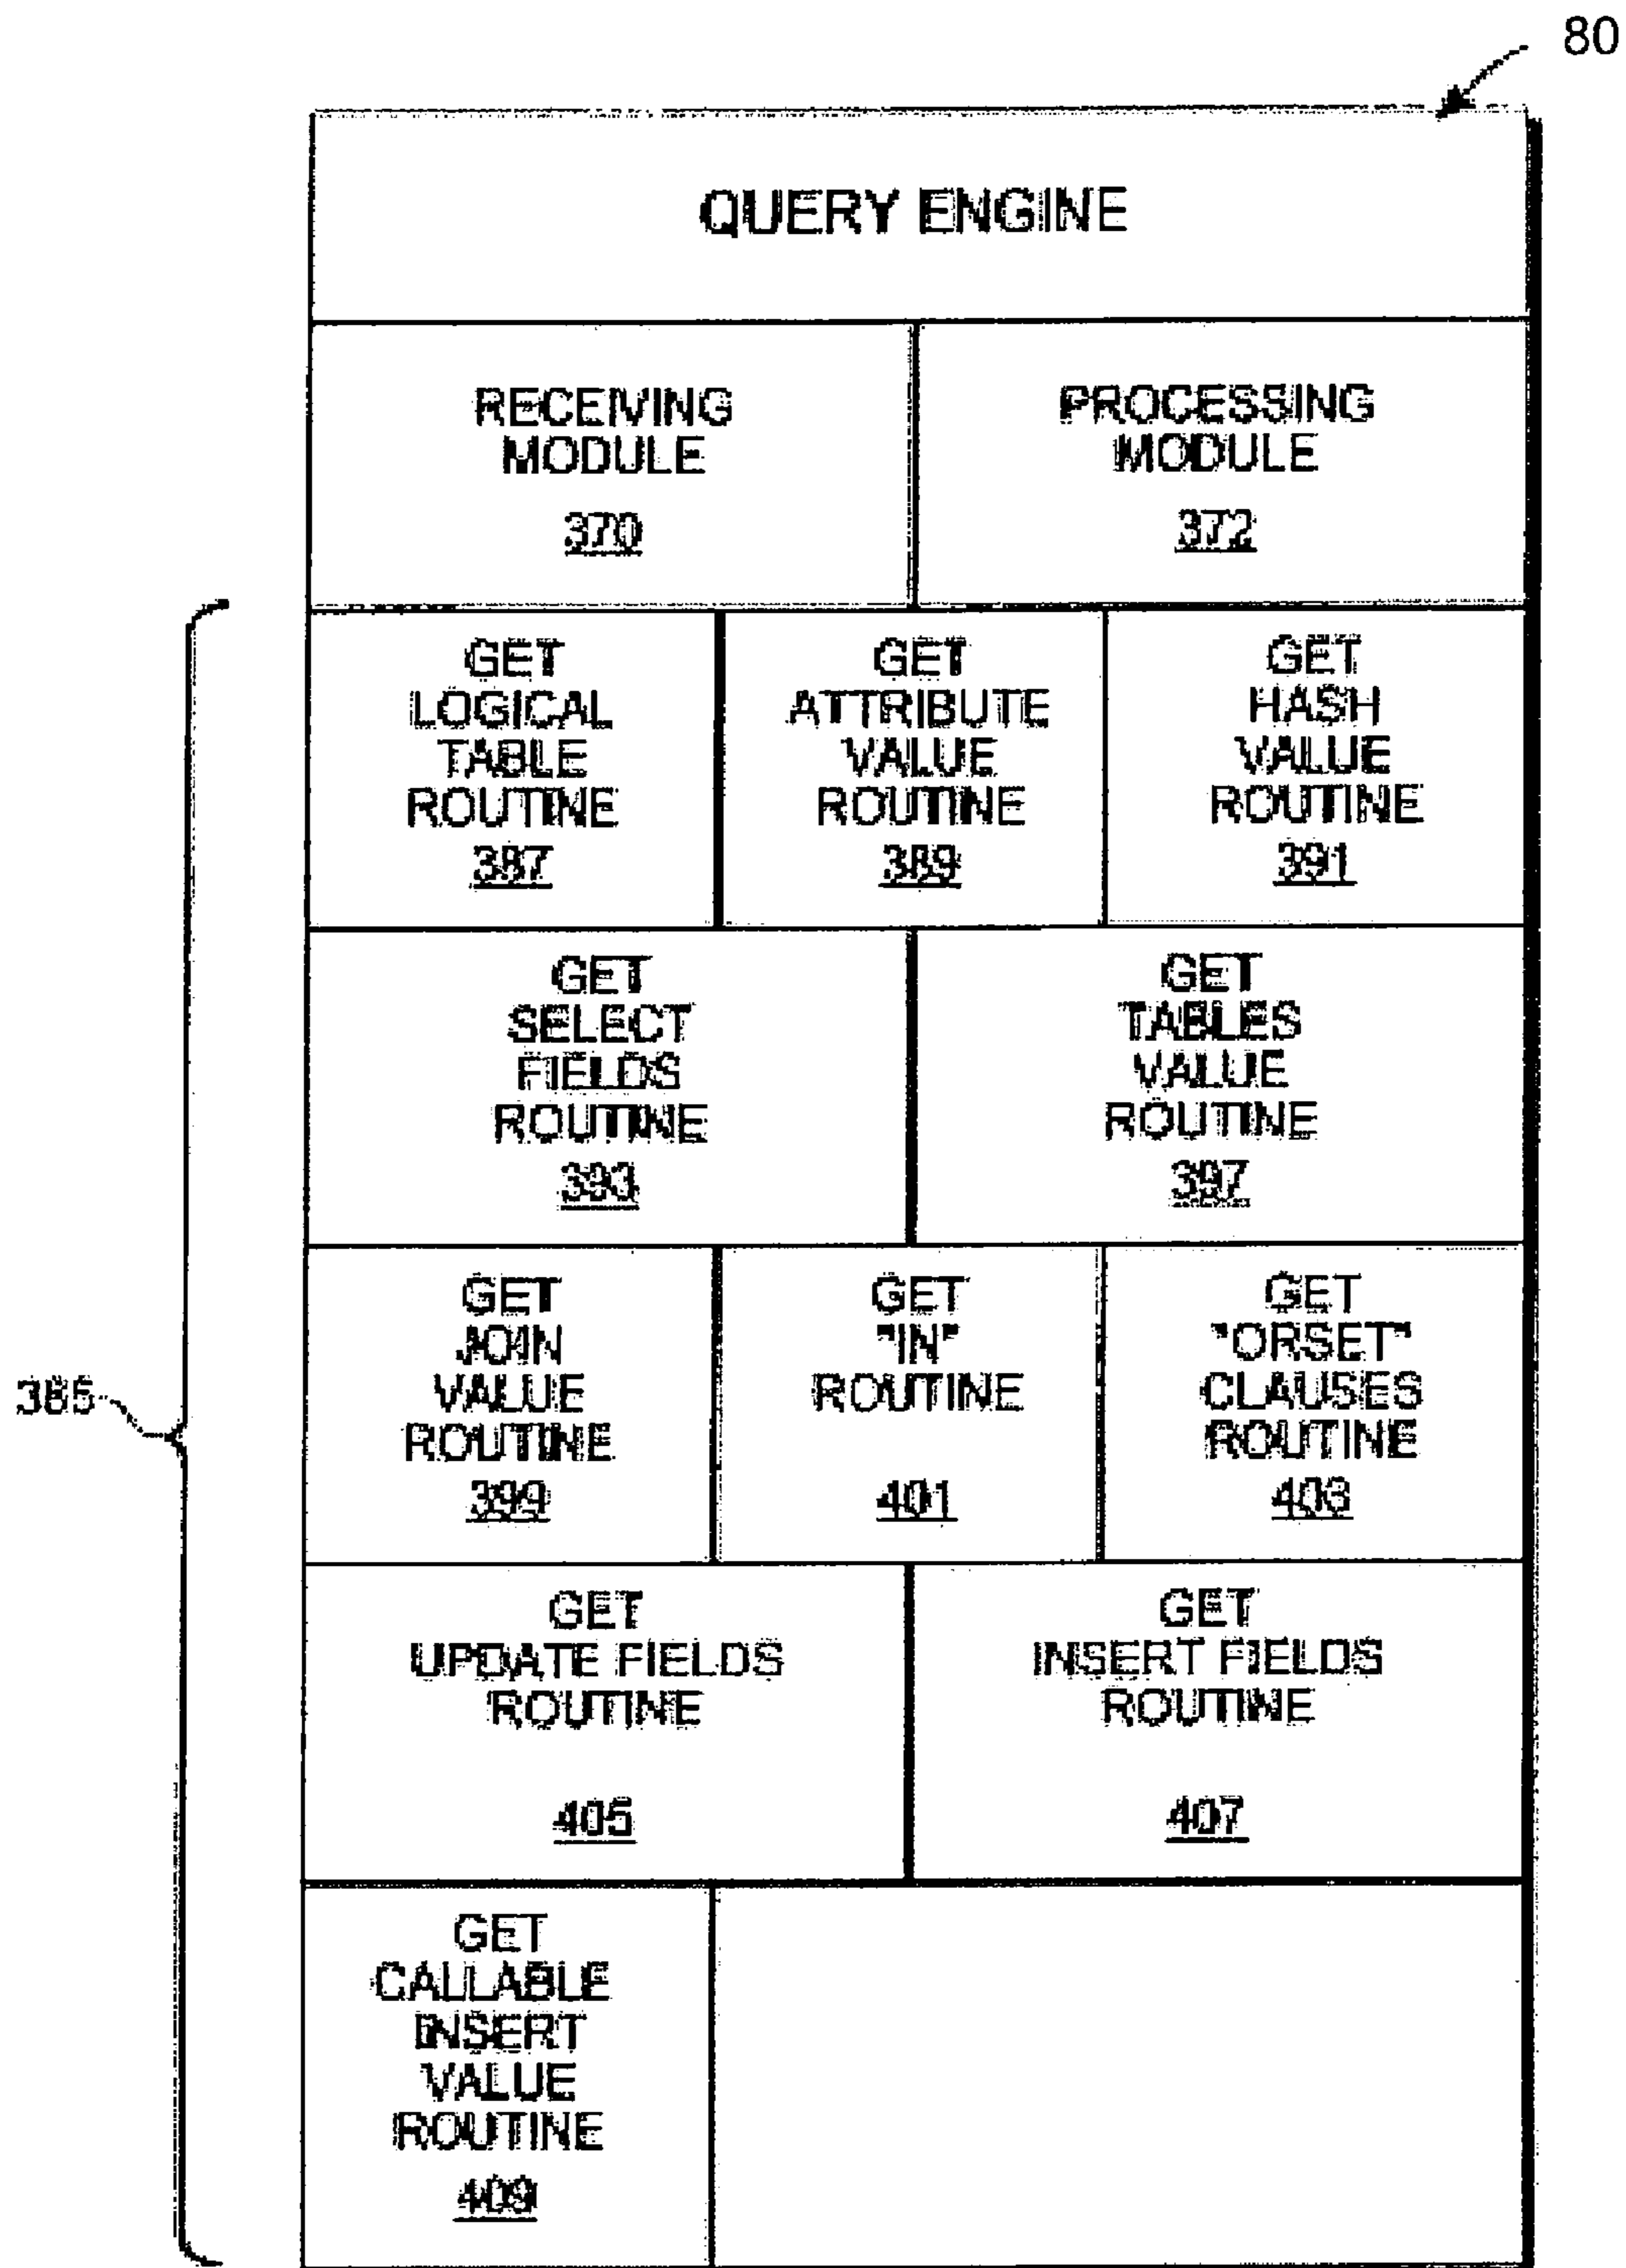 80
QUERY ENGINE
RECEIVING
MODULE
370
PROCESSING
MODULE
372
GET
LOGICAL
TABLE
ROUTINE
387
GET
ATTRIBUTE
VALUE
ROUTINE
389
GET
HASH
VALUE
ROUTINE
391
GET
SELECT
FIELDS
ROUTINE
393
GET
TABLES
VALUE
ROUTINE
397
385
GET
JOIN
VALUE
ROUTINE
399
GET
"IN"
ROUTINE
401
GET
"ORSET"
CLAUSES
ROUTINE
403
GET
UPDATE FIELDS
ROUTINE
405
GET
INSERT FIELDS
ROUTINE
407
GET
CALLABLE
INSERT
VALUE
ROUTINE
409